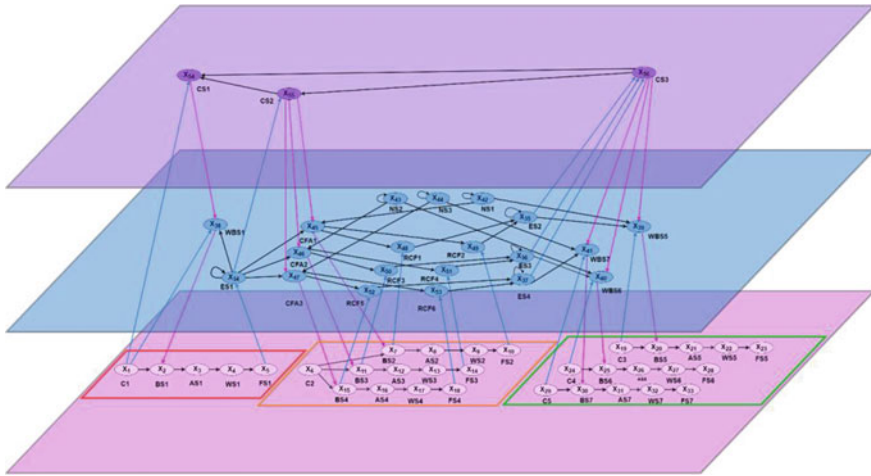 X54
X56
CS1
CS2
CS3
X43
X44
X42
NS2
NS3
NS1
X38
X45
X35
X39
WBS1
CFA1
ES2
WBS5
X46
X48
X49
X41
CFA2
RCF1
RCF2
X36
WBS7
X34
X47
X50
X51
ES3
X40
ES1
RCF3
RCF4
X37
WBS6
CFA3
X52
X53
ES4
RCF1
RCF6
X1 X2 X3 X4 X5
C1 BS1 AS1 WS1 FS1
X7 X8 X9 X10
BS2 AS2 WS2 FS2
X6 X11 X12 X13 X14
C2 BS3 AS3 WS3 FS3
X15 X16 X17 X18
BS4 AS4 WS4 FS4
X19 X20 X21 X22 X23
C3 BS5 AS5 WS5 FS5
X24 X25 X26 X27 X28
C4 BS6 WS6 FS6
X29 X30 X31 X32 X33
C5 BS7 AS7 WS7 FS7